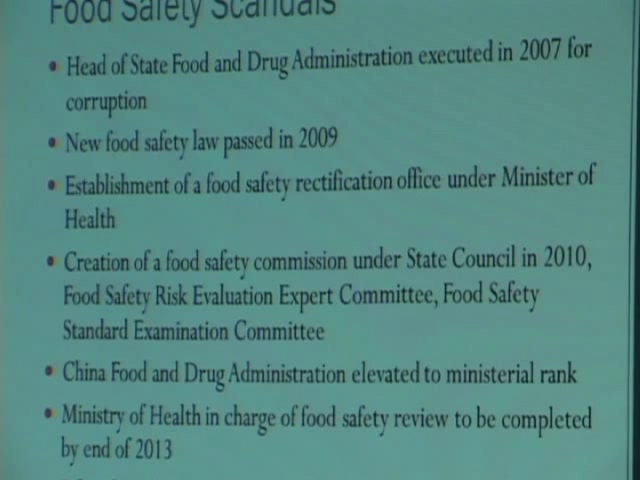 Food Safety Scandals
• Head of State Food and Drug Administration executed in 2007 for
corruption
• New food safety law passed in 2009
• Establishment of a food safety rectification office under Minister of
Health
• Creation of a food safety commission under State Council in 2010,
Food Safety Risk Evaluation Expert Committee, Food Safety
Standard Examination Committee
• China Food and Drug Administration elevated to ministerial rank
• Ministry of Health in charge of food safety review to be completed
by end of 2013